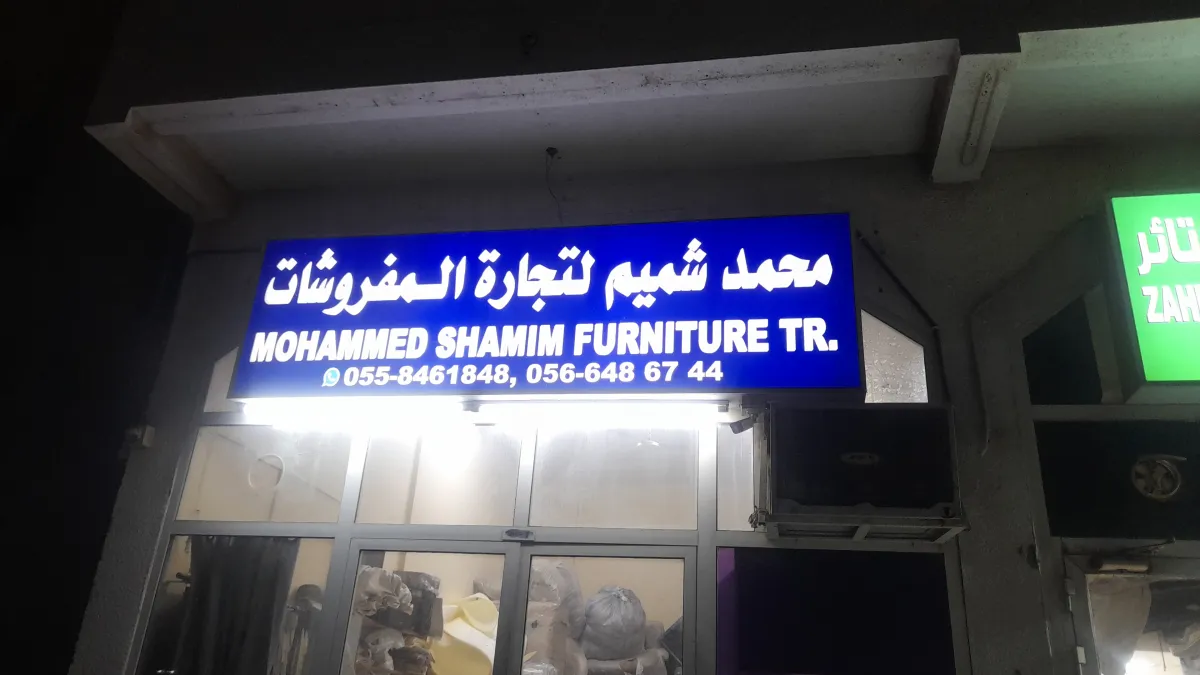 محمد شميم لتجارة المفروشات
MOHAMMED SHAMIM FURNITURE TR.
055-8461848, 056-648 67 44